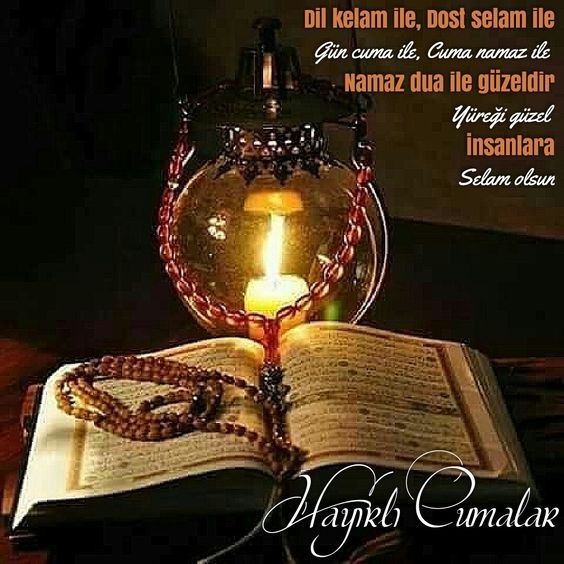 Dil kelam ile, Dost selam ile
Gün cuma ile, Cuma namaz ile
Namaz dua ile güzeldir
Yüreği güzel
insanlara
Selam olsun
Hayırlı Cumalar